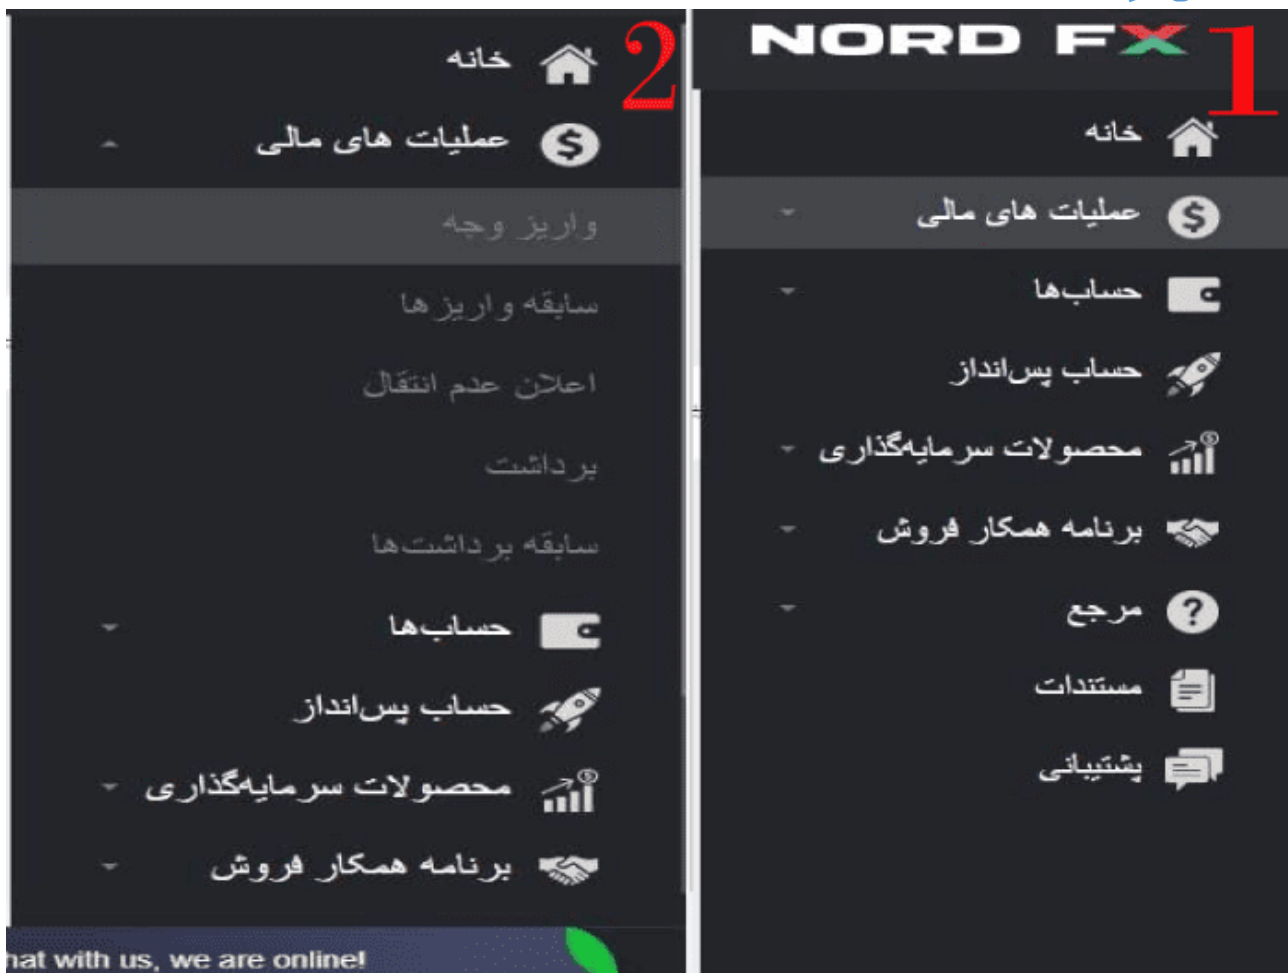 NORD FX 1
خانه
عملیات های مالی
حساب‌ها
حساب پس‌انداز
محصولات سرمایه‌گذاری
برنامه همکار فروش
مرجع
مستندات
پشتیبانی
2
خانه
عملیات های مالی
واریز وجه
سابقه واریزها
اعلان عدم انتقال
برداشت
سابقه برداشت‌ها
حساب‌ها
حساب پس‌انداز
محصولات سرمایه‌گذاری
برنامه همکار فروش
hat with us, we are online!